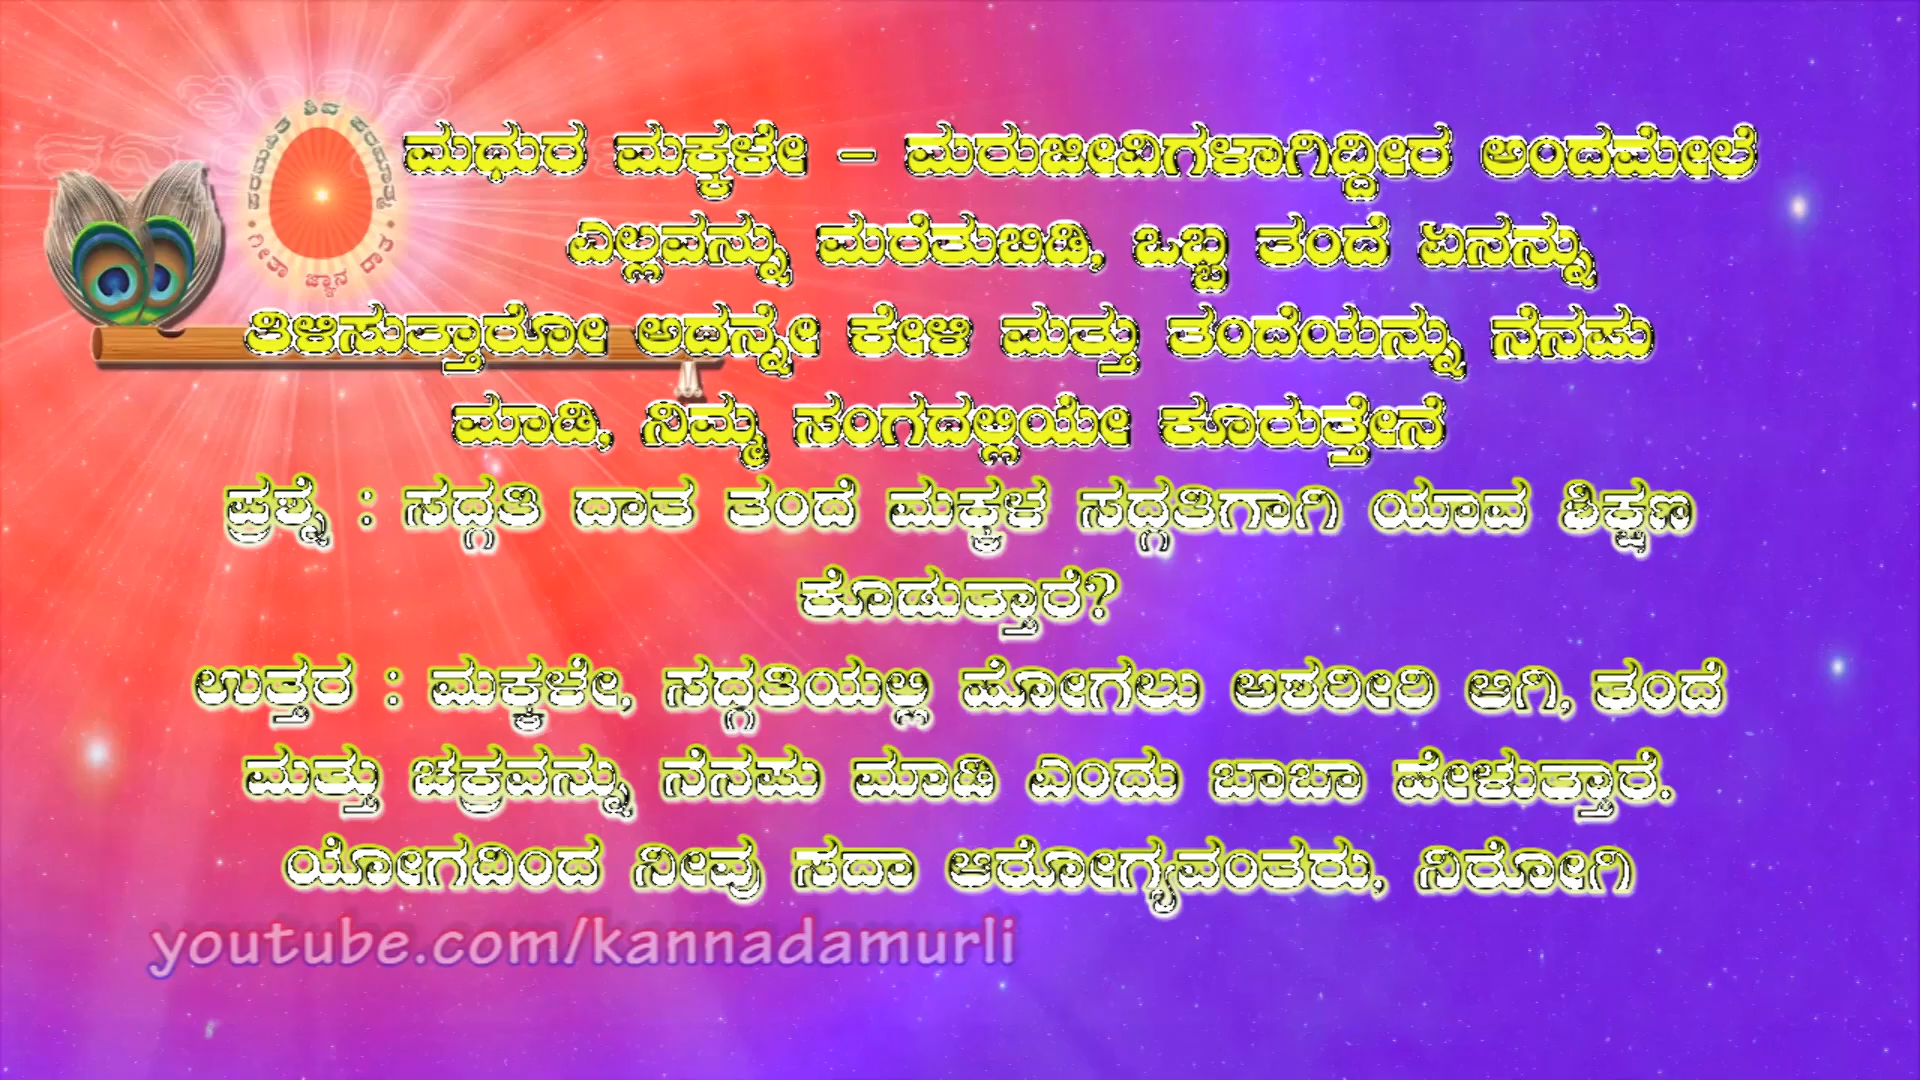 ಪರಮಪಿತ ಶಿವ ಪರಮಾತ್ಮ
• ಗೀತಾ ಜ್ಞಾನ ದಾತ •
ಮಧುರ ಮಕ್ಕಳೇ – ಮರುಜೀವಿಗಳಾಗಿದ್ದೀರ ಅಂದಮೇಲೆ
ಎಲ್ಲವನ್ನು ಮರೆತುಬಿಡಿ, ಒಬ್ಬ ತಂದೆ ಏನನ್ನು
ತಿಳಿಸುತ್ತಾರೋ ಅದನ್ನೇ ಕೇಳಿ ಮತ್ತು ತಂದೆಯನ್ನು ನೆನಪು
ಮಾಡಿ, ನಿಮ್ಮ ಸಂಗದಲ್ಲಿಯೇ ಕೂರುತ್ತೇನೆ
ಪ್ರಶ್ನೆ : ಸದ್ಗತಿ ದಾತ ತಂದೆ ಮಕ್ಕಳ ಸದ್ಗತಿಗಾಗಿ ಯಾವ ಶಿಕ್ಷಣ
ಕೊಡುತ್ತಾರೆ?
ಉತ್ತರ : ಮಕ್ಕಳೇ, ಸದ್ಗತಿಯಲ್ಲಿ ಹೋಗಲು ಅಶರೀರಿ ಆಗಿ, ತಂದೆ
ಮತ್ತು ಚಕ್ರವನ್ನು ನೆನಪು ಮಾಡಿ ಎಂದು ಬಾಬಾ ಹೇಳುತ್ತಾರೆ.
ಯೋಗದಿಂದ ನೀವು ಸದಾ ಆರೋಗ್ಯವಂತರು, ನಿರೋಗಿ
youtube.com/kannadamurli